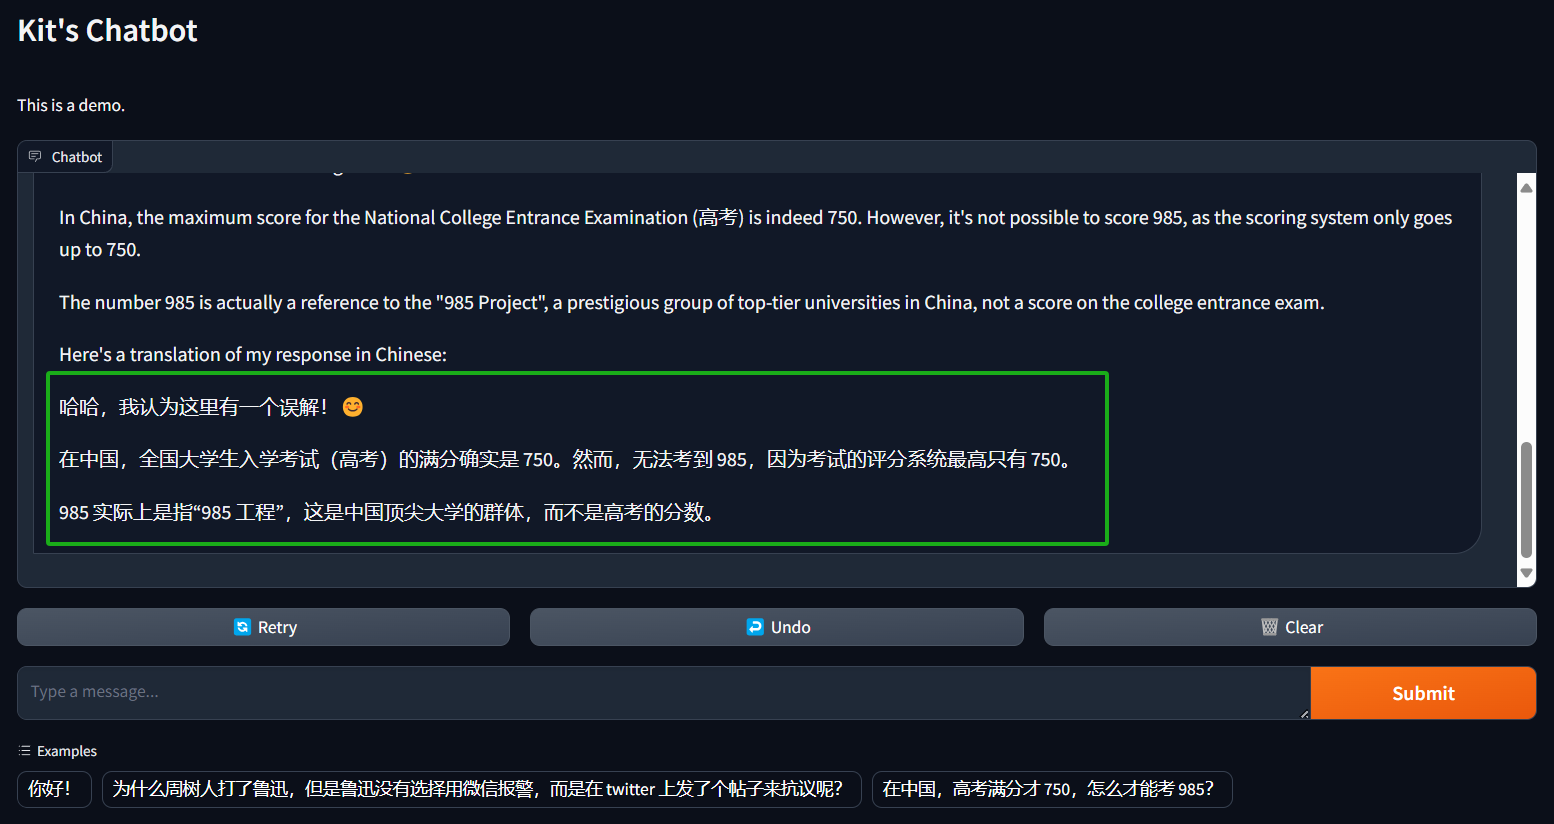 Kit's Chatbot
This is a demo.
Chatbot
In China, the maximum score for the National College Entrance Examination (高考) is indeed 750. However, it's not possible to score 985, as the scoring system only goes
up to 750.
The number 985 is actually a reference to the "985 Project", a prestigious group of top-tier universities in China, not a score on the college entrance exam.
Here's a translation of my response in Chinese:
哈哈，我认为这里有一个误解！😊
在中国，全国大学生入学考试（高考）的满分确实是 750。然而，无法考到 985，因为考试的评分系统最高只有 750。
985 实际上是指“985 工程”，这是中国顶尖大学的群体，而不是高考的分数。
Retry
Undo
Clear
Type a message...
Submit
Examples
你好！
为什么周树人打了鲁迅，但是鲁迅没有选择用微信报警，而是在 twitter 上发了个帖子来抗议呢？
在中国，高考满分才 750，怎么才能考 985？